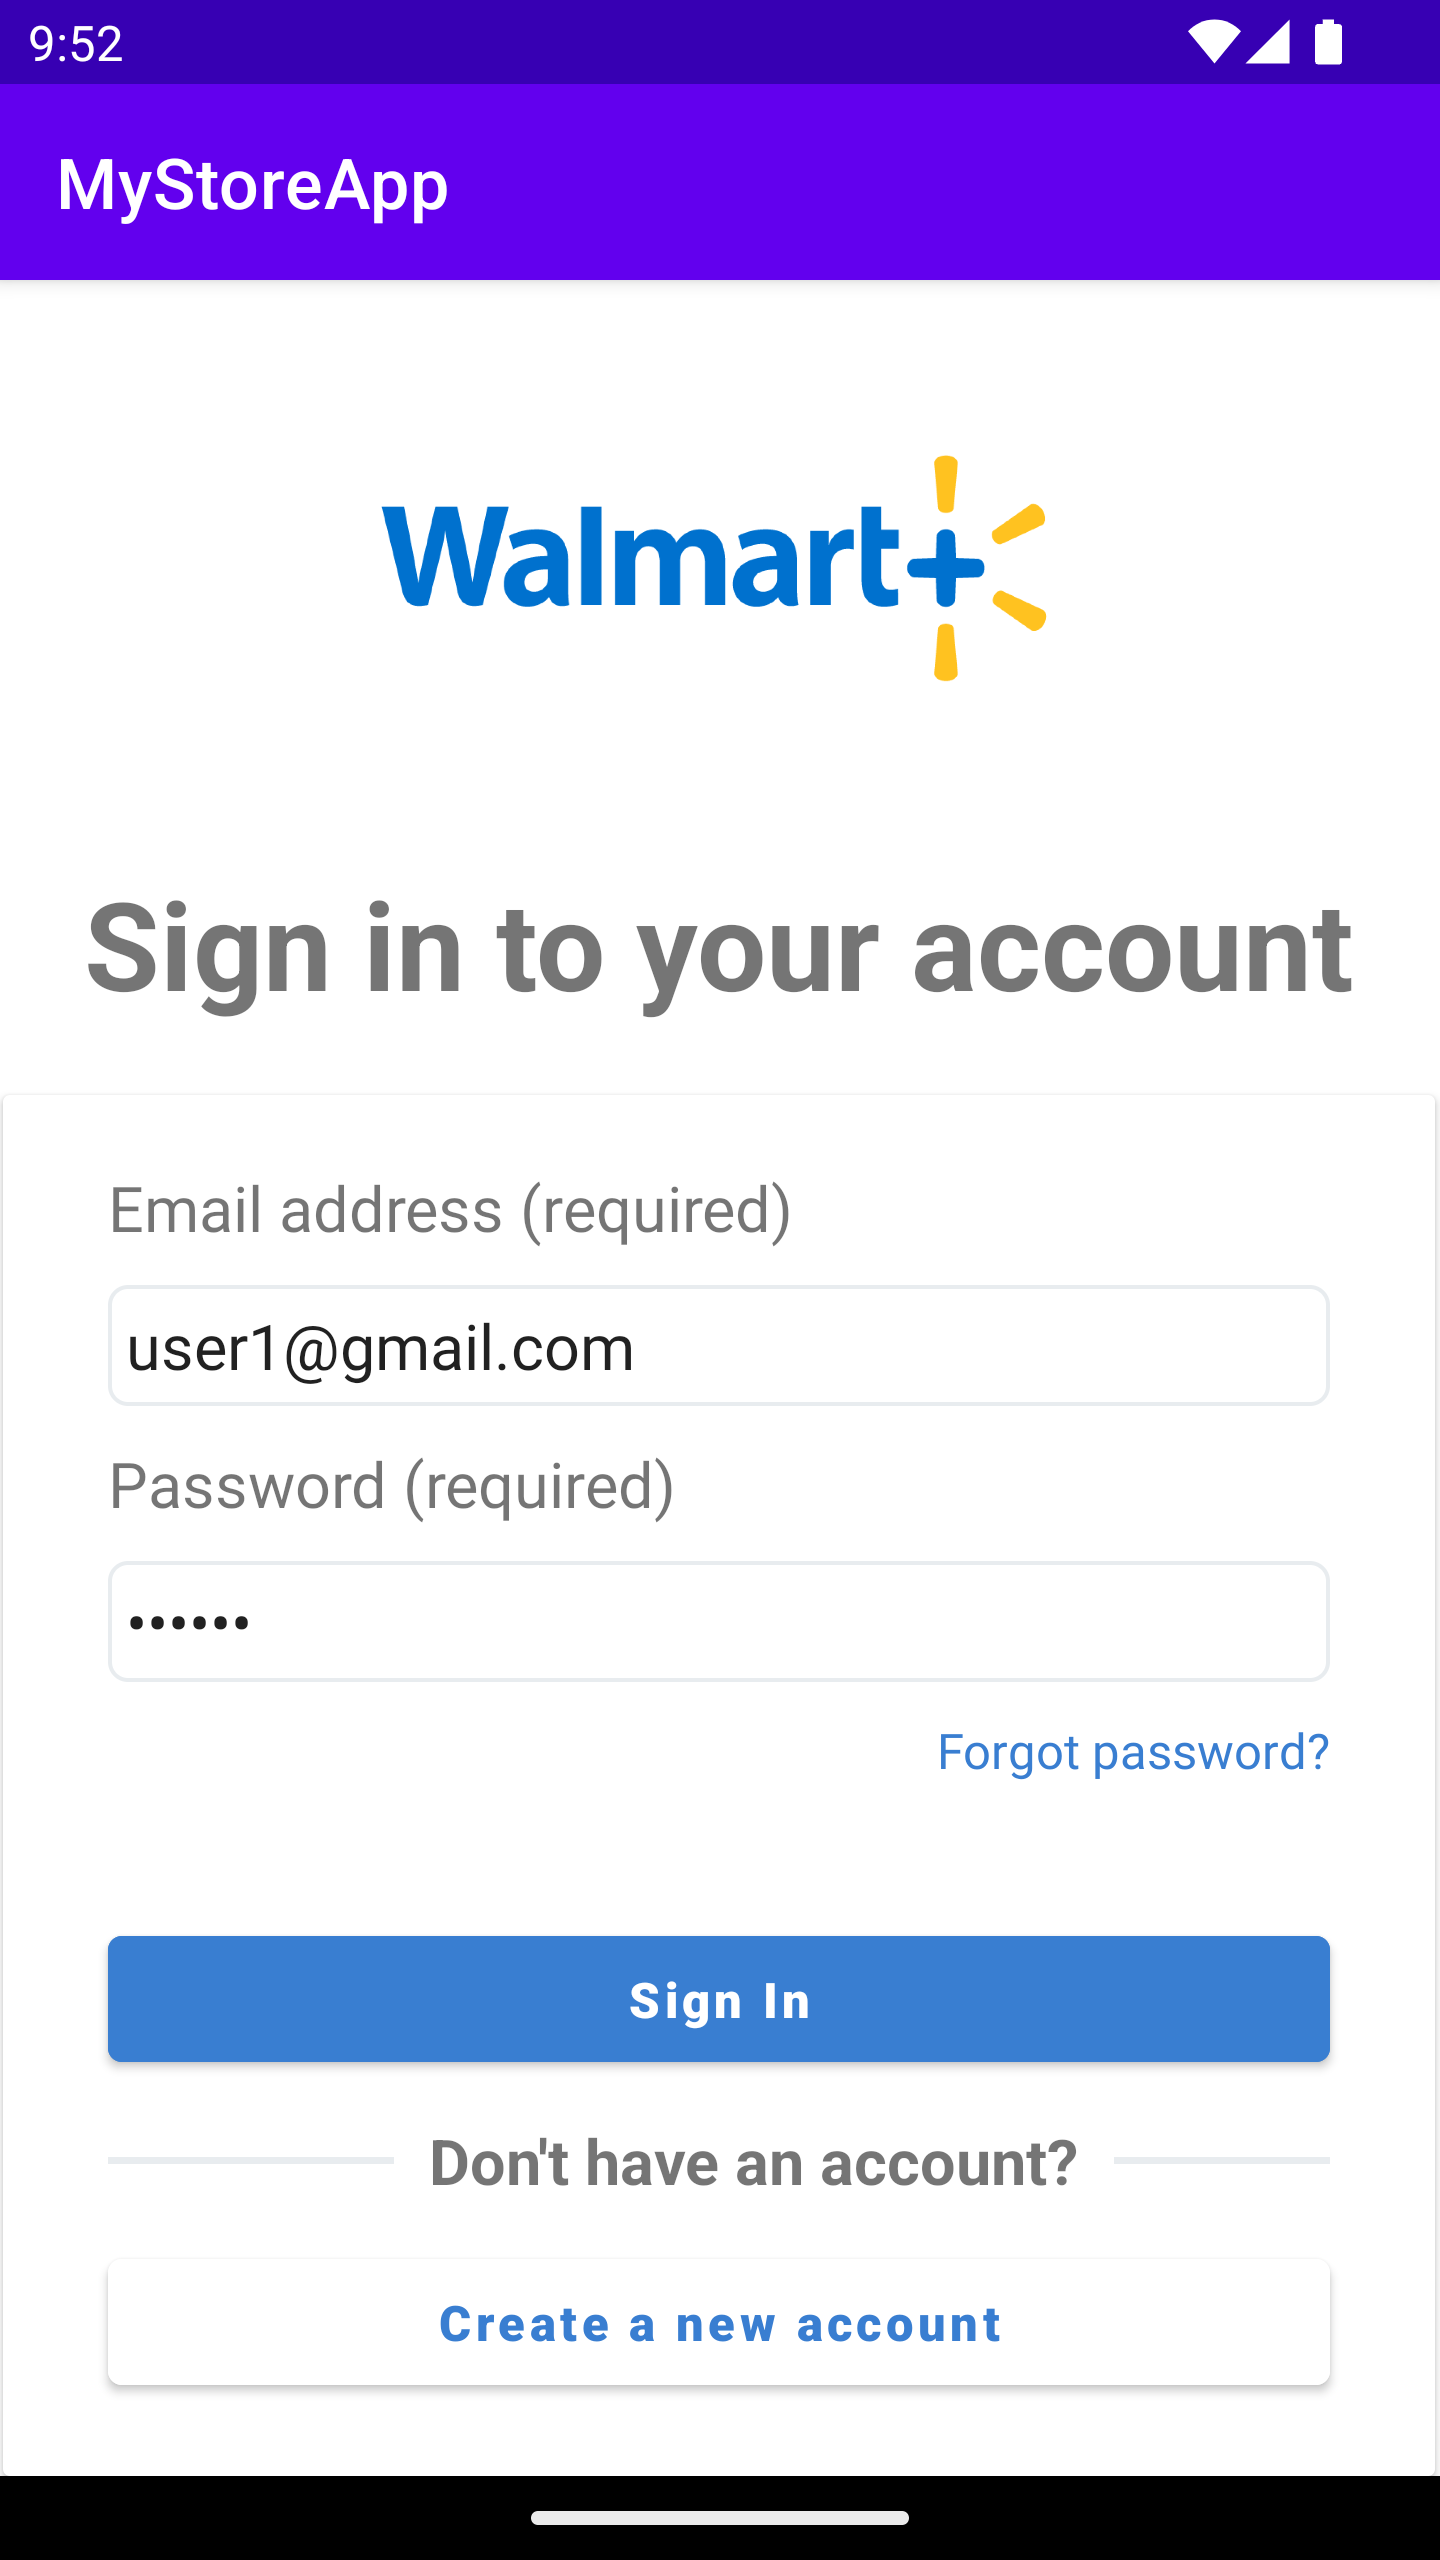 9:52
MyStoreApp
Walmart+
Sign in to your account
Email address (required)
user1@gmail.com
Password (required)
••••••
Forgot password?
Sign In
Don't have an account?
Create a new account